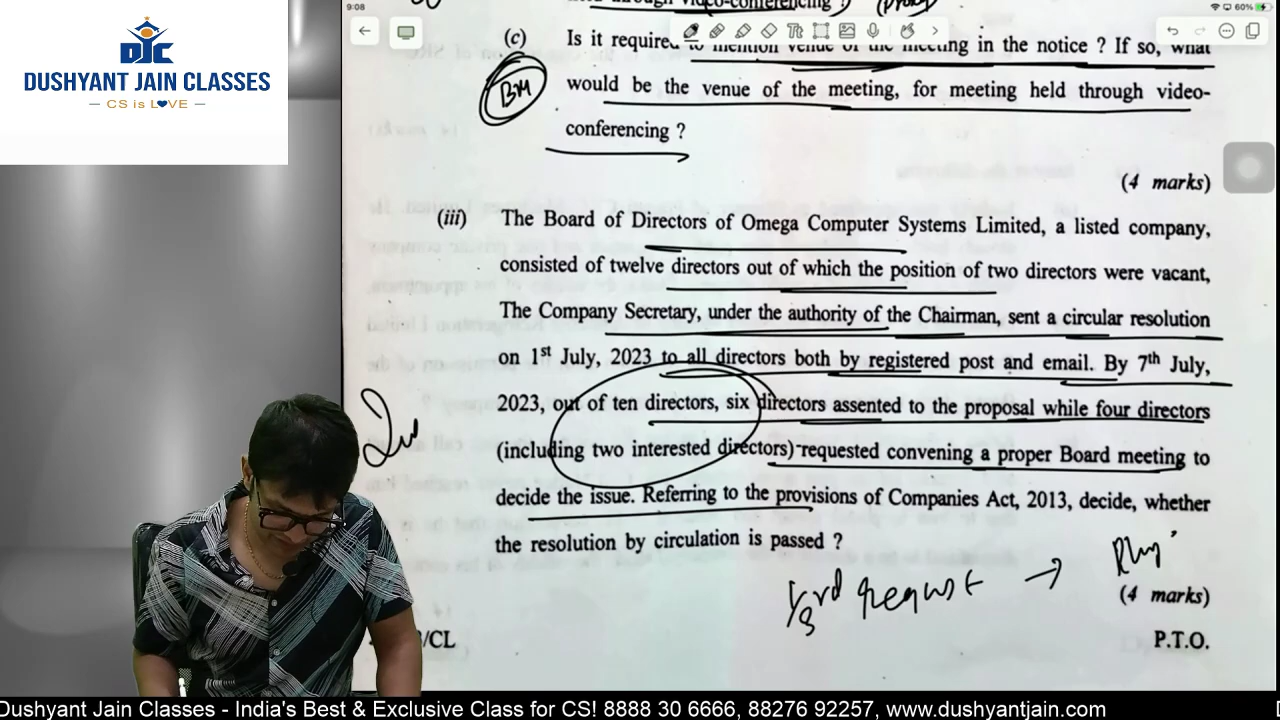 DJC
DUSHYANT JAIN CLASSES
CS is LOVE
9:08
60%
(c) Is it required to mention venue of the meeting in the notice ? If so, what
BM
would be the venue of the meeting, for meeting held through video-
conferencing ?
(4 marks)
(iii) The Board of Directors of Omega Computer Systems Limited, a listed company,
consisted of twelve directors out of which the position of two directors were vacant,
The Company Secretary, under the authority of the Chairman, sent a circular resolution
on 1st July, 2023 to all directors both by registered post and email. By 7th July,
2023, out of ten directors, six directors assented to the proposal while four directors
(including two interested directors) requested convening a proper Board meeting to
decide the issue. Referring to the provisions of Companies Act, 2013, decide, whether
the resolution by circulation is passed ?
1/3rd request →
(4 marks)
/CL
P.T.O.
Dushyant Jain Classes - India's Best & Exclusive Class for CS! 8888 30 6666, 88276 92257, www.dushyantjain.com